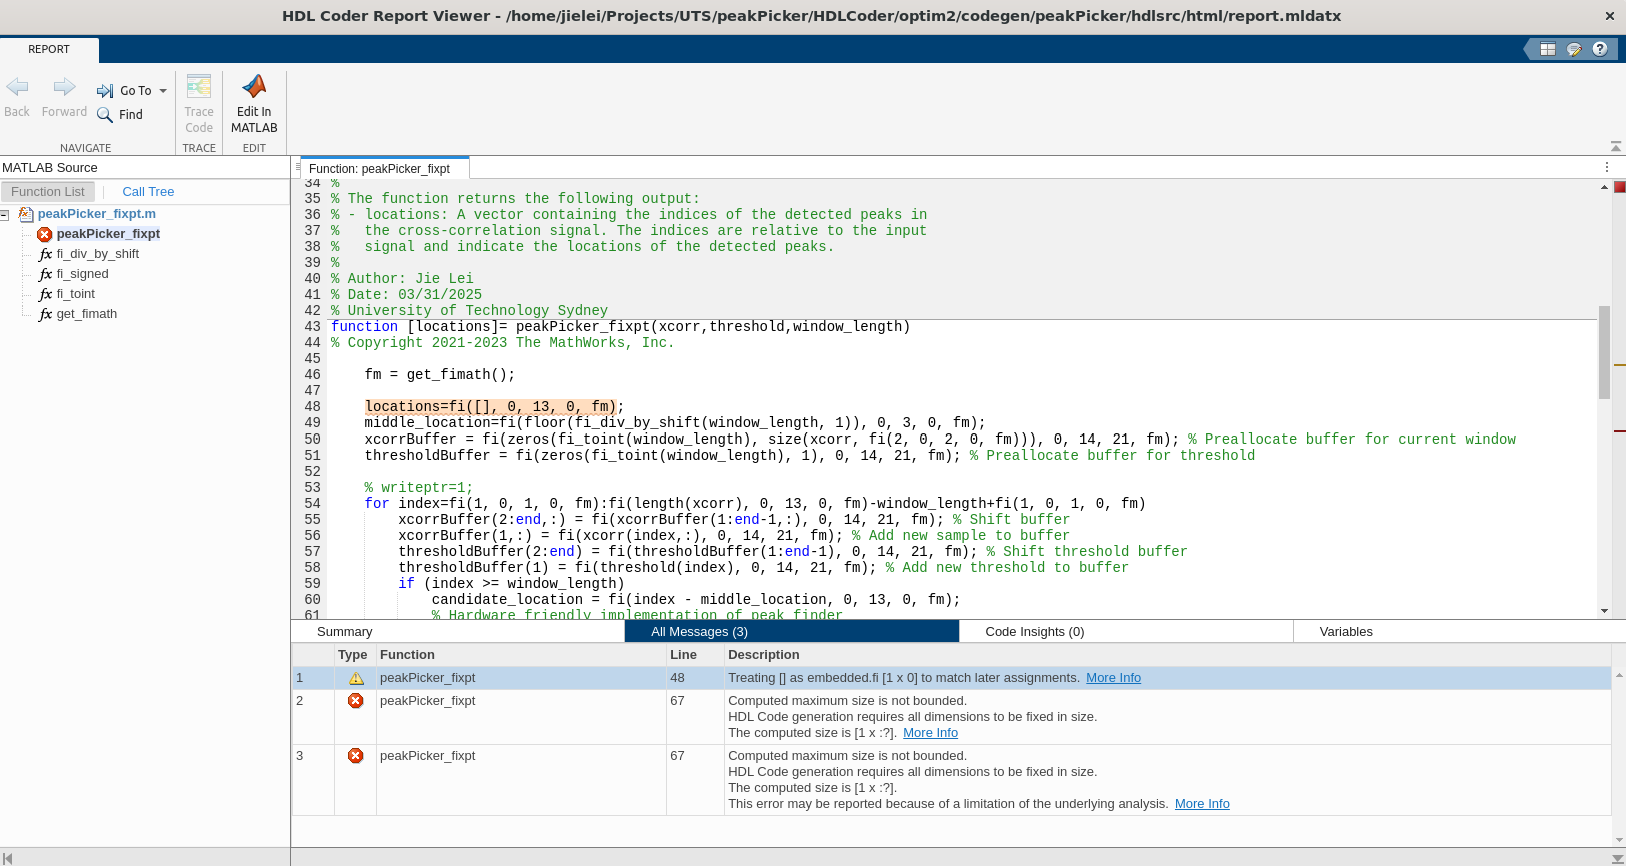 HDL Coder Report Viewer - /home/jielei/Projects/UTS/peakPicker/HDLCoder/optim2/codegen/peakPicker/hdlsrc/html/report.mldatx
REPORT
Back
Forward
Go To
Find
Trace Code
Edit In MATLAB
NAVIGATE
TRACE
EDIT
MATLAB Source
Function List
Call Tree
peakPicker_fixpt.m
peakPicker_fixpt
fx fi_div_by_shift
fx fi_signed
fx fi_toint
fx get_fimath
Function: peakPicker_fixpt
34 %
35 % The function returns the following output:
36 % - locations: A vector containing the indices of the detected peaks in
37 %   the cross-correlation signal. The indices are relative to the input
38 %   signal and indicate the locations of the detected peaks.
39 %
40 % Author: Jie Lei
41 % Date: 03/31/2025
42 % University of Technology Sydney
43 function [locations]= peakPicker_fixpt(xcorr,threshold,window_length)
44 % Copyright 2021-2023 The MathWorks, Inc.
45
46     fm = get_fimath();
47
48     locations=fi([], 0, 13, 0, fm);
49     middle_location=fi(floor(fi_div_by_shift(window_length, 1)), 0, 3, 0, fm);
50     xcorrBuffer = fi(zeros(fi_toint(window_length), size(xcorr, fi(2, 0, 2, 0, fm))), 0, 14, 21, fm); % Preallocate buffer for current window
51     thresholdBuffer = fi(zeros(fi_toint(window_length), 1), 0, 14, 21, fm); % Preallocate buffer for threshold
52
53     % writeptr=1;
54     for index=fi(1, 0, 1, 0, fm):fi(length(xcorr), 0, 13, 0, fm)-window_length+fi(1, 0, 1, 0, fm)
55         xcorrBuffer(2:end,:) = fi(xcorrBuffer(1:end-1,:), 0, 14, 21, fm); % Shift buffer
56         xcorrBuffer(1,:) = fi(xcorr(index,:), 0, 14, 21, fm); % Add new sample to buffer
57         thresholdBuffer(2:end) = fi(thresholdBuffer(1:end-1), 0, 14, 21, fm); % Shift threshold buffer
58         thresholdBuffer(1) = fi(threshold(index), 0, 14, 21, fm); % Add new threshold to buffer
59         if (index >= window_length)
60             candidate_location = fi(index - middle_location, 0, 13, 0, fm);
61             % Hardware friendly implementation of peak finder
Summary
All Messages (3)
Code Insights (0)
Variables
Type Function Line Description
1 peakPicker_fixpt 48 Treating [] as embedded.fi [1 x 0] to match later assignments. More Info
2 peakPicker_fixpt 67 Computed maximum size is not bounded.
HDL Code generation requires all dimensions to be fixed in size.
The computed size is [1 x :?]. More Info
3 peakPicker_fixpt 67 Computed maximum size is not bounded.
HDL Code generation requires all dimensions to be fixed in size.
The computed size is [1 x :?].
This error may be reported because of a limitation of the underlying analysis. More Info